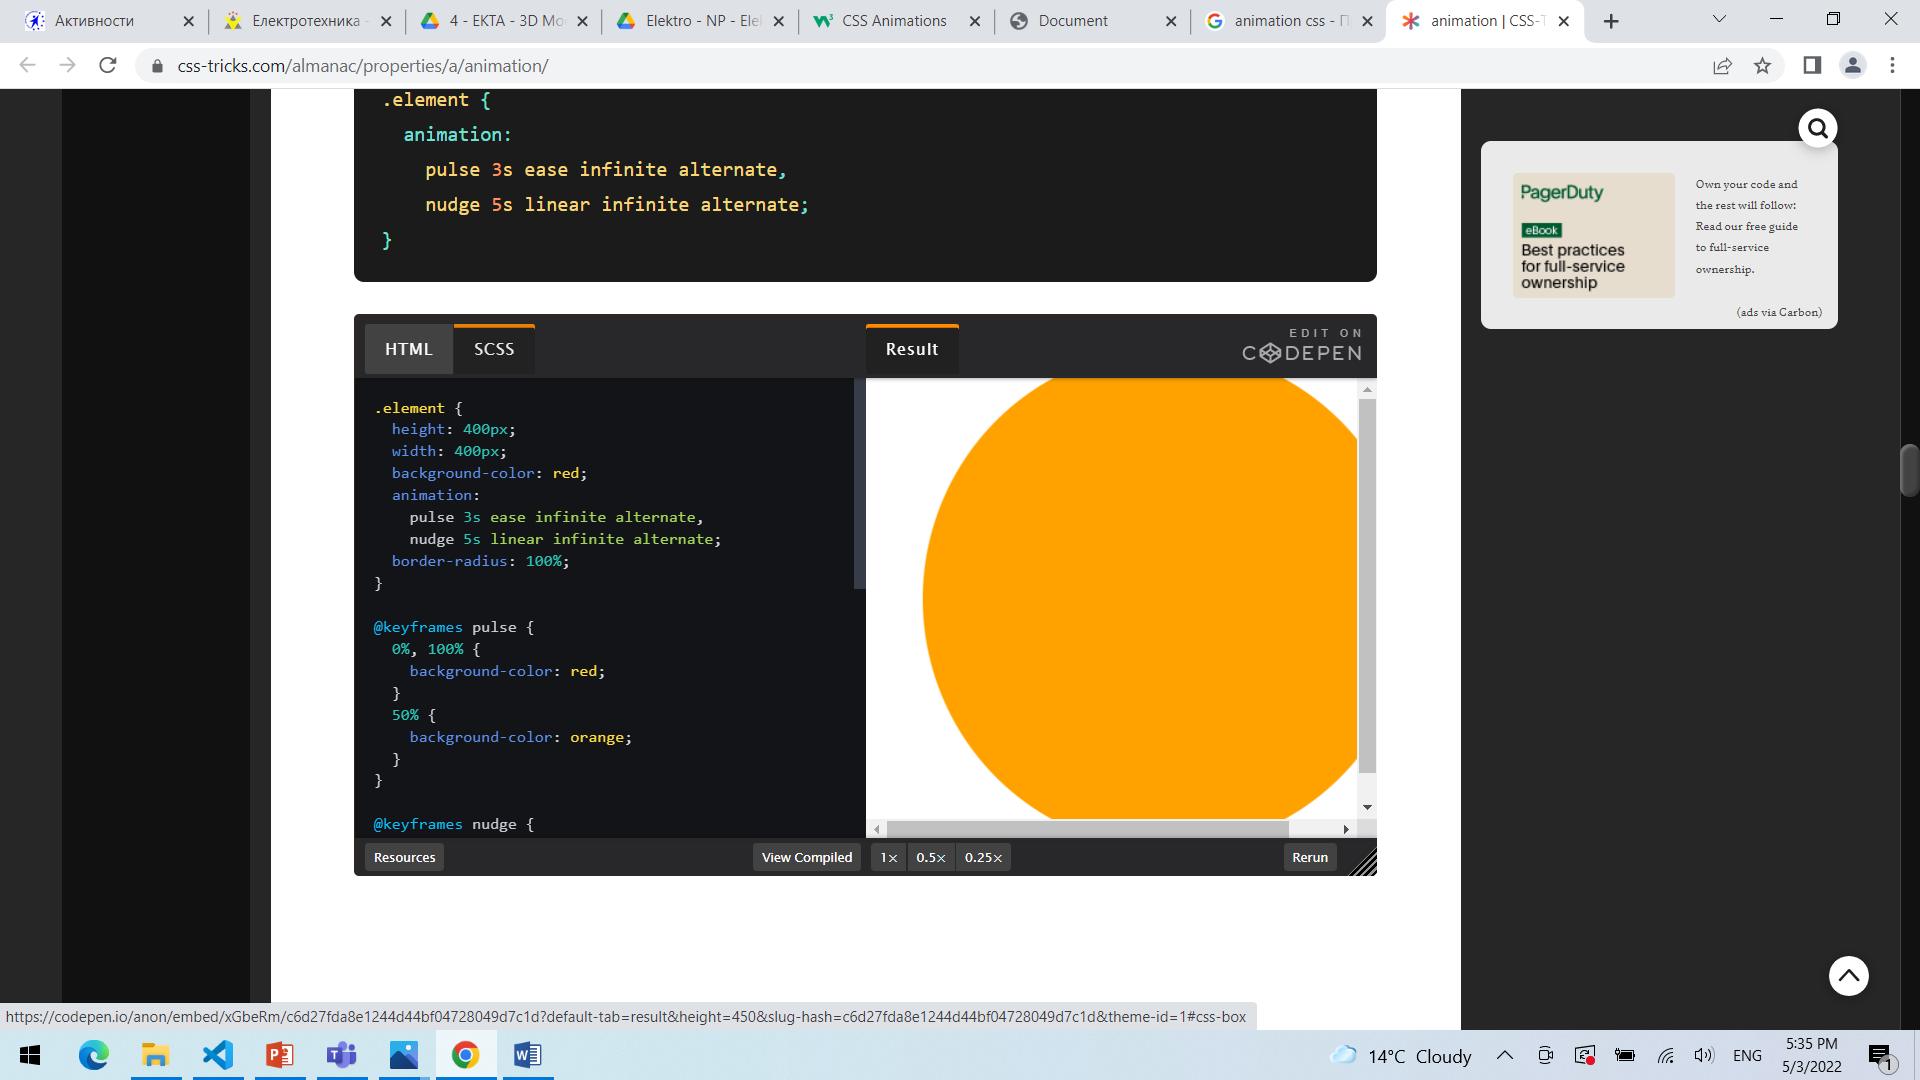 Активности
Електротехника -
4 - EKTA - 3D Mo
Elektro - NP - Ele
CSS Animations
Document
animation css - П
animation | CSS-T
css-tricks.com/almanac/properties/a/animation/
.element {
animation:
pulse 3s ease infinite alternate,
nudge 5s linear infinite alternate;
}
PagerDuty
eBook
Best practices
for full-service
ownership
Own your code and
the rest will follow:
Read our free guide
to full-service
ownership.
(ads via Carbon)
HTML
SCSS
Result
EDIT ON
CODEPEN
.element {
height: 400px;
width: 400px;
background-color: red;
animation:
pulse 3s ease infinite alternate,
nudge 5s linear infinite alternate;
border-radius: 100%;
}
@keyframes pulse {
0%, 100% {
background-color: red;
}
50% {
background-color: orange;
}
}
@keyframes nudge {
Resources
View Compiled
1×
0.5×
0.25×
Rerun
https://codepen.io/anon/embed/xGbeRm/c6d27fda8e1244d44bf04728049d7c1d?default-tab=result&height=450&slug-hash=c6d27fda8e1244d44bf04728049d7c1d&theme-id=1#css-box
14°C Cloudy
ENG
5:35 PM
5/3/2022
1